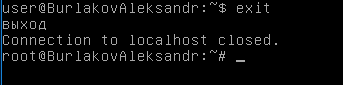 user@BurlakovAleksandr:~$ exit
выход
Connection to localhost closed.
root@BurlakovAleksandr:~# _